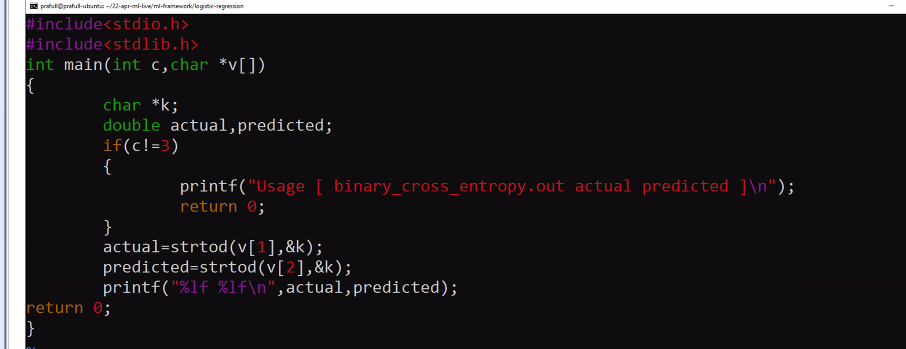 prafull@prafull-ubuntu: ~/22-apr-ml-live/ml-framework/logistic-regression
#include<stdio.h>
#include<stdlib.h>
int main(int c,char *v[])
{
char *k;
double actual,predicted;
if(c!=3)
{
printf("Usage [ binary_cross_entropy.out actual predicted ]\n");
return 0;
}
actual=strtod(v[1],&k);
predicted=strtod(v[2],&k);
printf("%lf %lf\n",actual,predicted);
return 0;
}